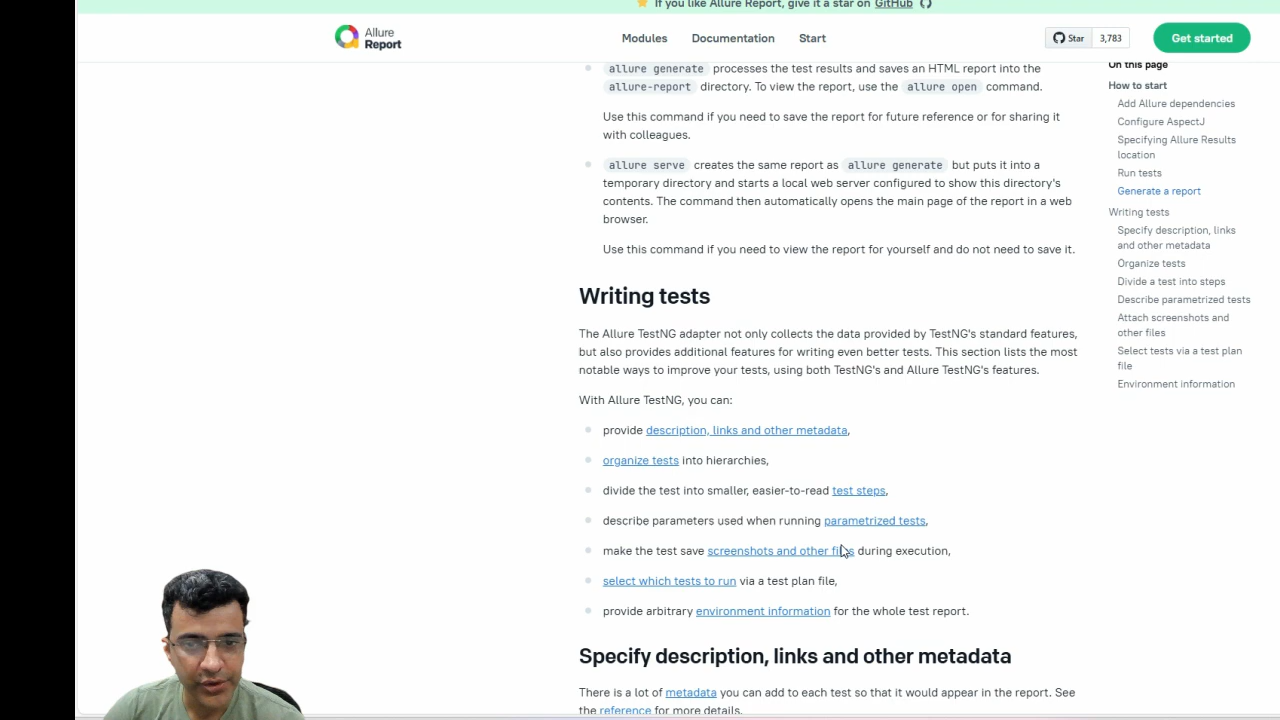 If you like Allure Report, give it a star on GitHub
Allure
Report
Modules
Documentation
Start
Star
3,783
Get started
allure generate processes the test results and saves an HTML report into the
allure-report directory. To view the report, use the allure open command.
Use this command if you need to save the report for future reference or for sharing it
with colleagues.
allure serve creates the same report as allure generate but puts it into a
temporary directory and starts a local web server configured to show this directory's
contents. The command then automatically opens the main page of the report in a web
browser.
Use this command if you need to view the report for yourself and do not need to save it.
Writing tests
The Allure TestNG adapter not only collects the data provided by TestNG's standard features,
but also provides additional features for writing even better tests. This section lists the most
notable ways to improve your tests, using both TestNG's and Allure TestNG's features.
With Allure TestNG, you can:
provide description, links and other metadata,
organize tests into hierarchies,
divide the test into smaller, easier-to-read test steps,
describe parameters used when running parametrized tests,
make the test save screenshots and other files during execution,
select which tests to run via a test plan file,
provide arbitrary environment information for the whole test report.
Specify description, links and other metadata
There is a lot of metadata you can add to each test so that it would appear in the report. See
the reference for more details.
On this page
How to start
Add Allure dependencies
Configure AspectJ
Specifying Allure Results
location
Run tests
Generate a report
Writing tests
Specify description, links
and other metadata
Organize tests
Divide a test into steps
Describe parametrized tests
Attach screenshots and
other files
Select tests via a test plan
file
Environment information